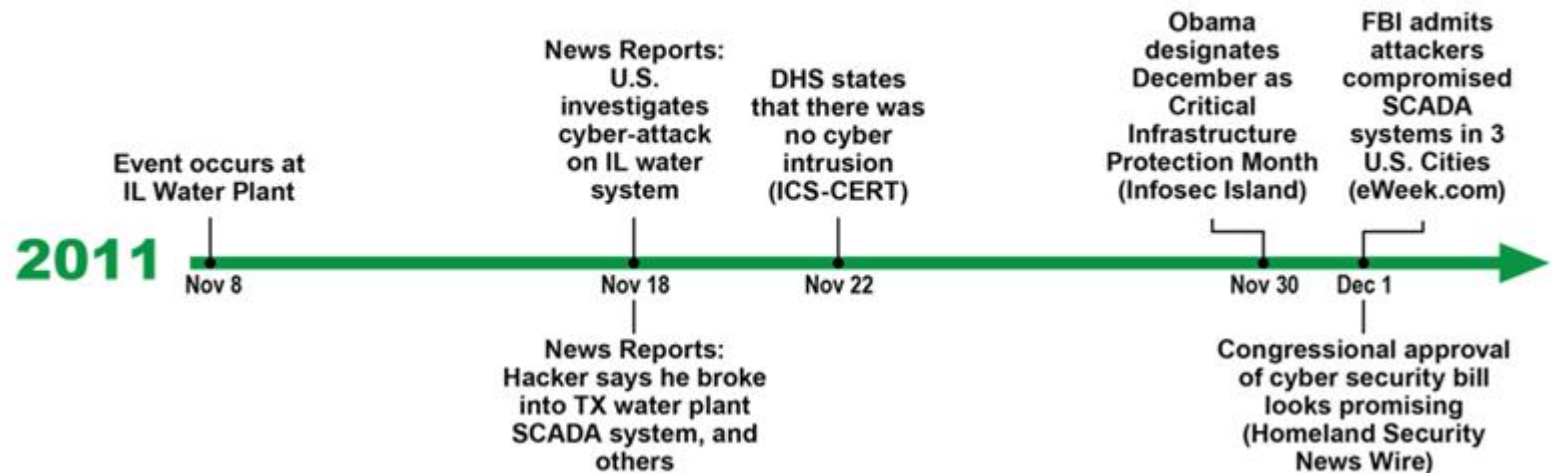 Event occurs at
IL Water Plant
News Reports:
U.S.
investigates
cyber-attack
on IL water
system
DHS states
that there was
no cyber
intrusion
(ICS-CERT)
Obama
designates
December as
Critical
Infrastructure
Protection Month
(Infosec Island)
FBI admits
attackers
compromised
SCADA
systems in 3
U.S. Cities
(eWeek.com)
2011
Nov 8
Nov 18
Nov 22
Nov 30
Dec 1
News Reports:
Hacker says he broke
into TX water plant
SCADA system, and
others
Congressional approval
of cyber security bill
looks promising
(Homeland Security
News Wire)